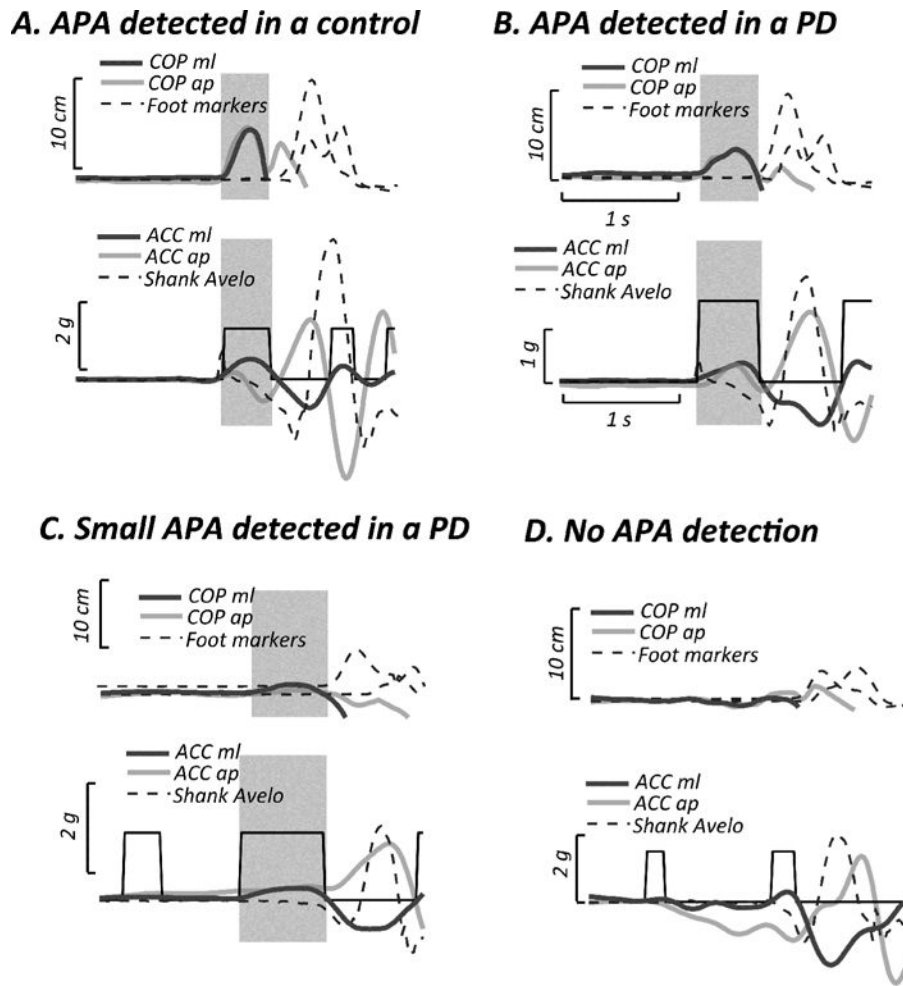 A. APA detected in a control
COP ml
COP ap
Foot markers
10 cm
ACC ml
ACC ap
Shank Avelo
2 g
B. APA detected in a PD
COP ml
COP ap
Foot markers
10 cm
1 s
ACC ml
ACC ap
Shank Avelo
1 g
1 s
C. Small APA detected in a PD
10 cm
COP ml
COP ap
Foot markers
ACC ml
ACC ap
Shank Avelo
2 g
D. No APA detection
10 cm
COP ml
COP ap
Foot markers
ACC ml
ACC ap
Shank Avelo
2 g